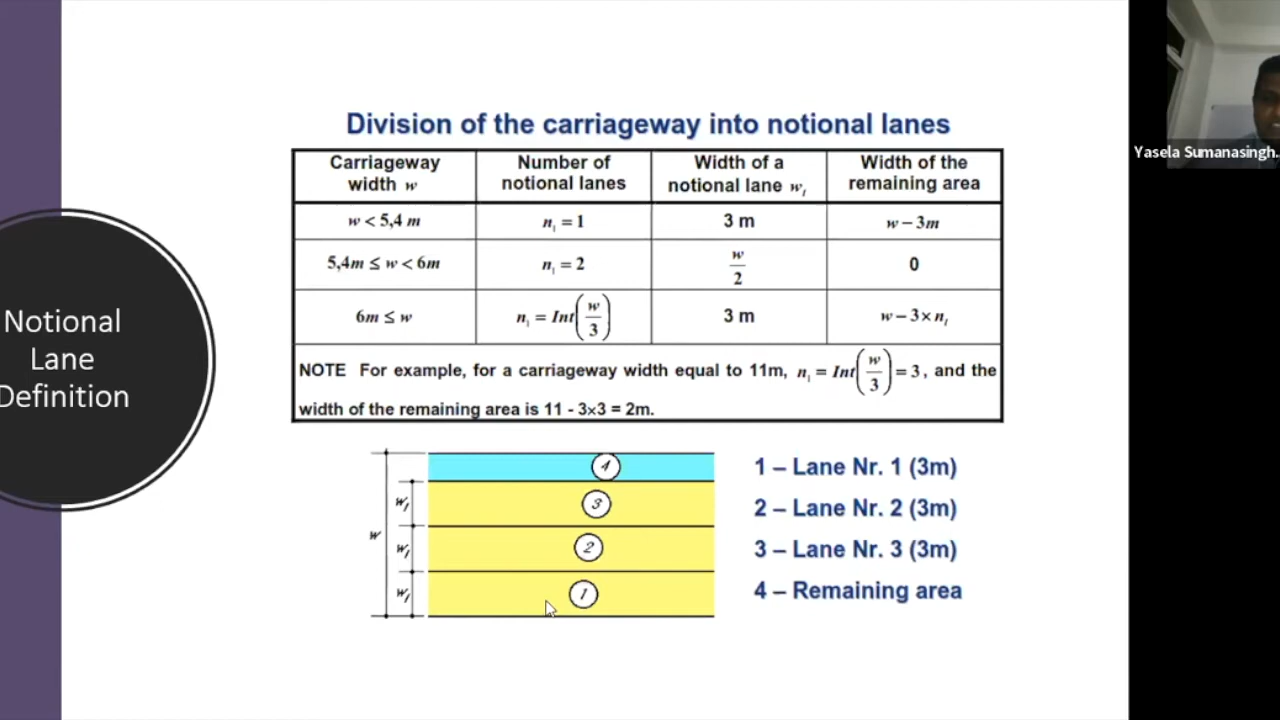 Notional
Lane
Definition
Division of the carriageway into notional lanes
Carriageway width w | Number of notional lanes | Width of a notional lane wₗ | Width of the remaining area
w < 5,4 m | nₗ = 1 | 3 m | w − 3m
5,4m ≤ w < 6m | nₗ = 2 | w/2 | 0
6m ≤ w | nₗ = Int(w/3) | 3 m | w − 3 × nₗ
NOTE For example, for a carriageway width equal to 11m, nₗ = Int(w/3) = 3, and the
width of the remaining area is 11 - 3×3 = 2m.
w
wₗ
wₗ
wₗ
4
3
2
1
1 – Lane Nr. 1 (3m)
2 – Lane Nr. 2 (3m)
3 – Lane Nr. 3 (3m)
4 – Remaining area
Yasela Sumanasingh...